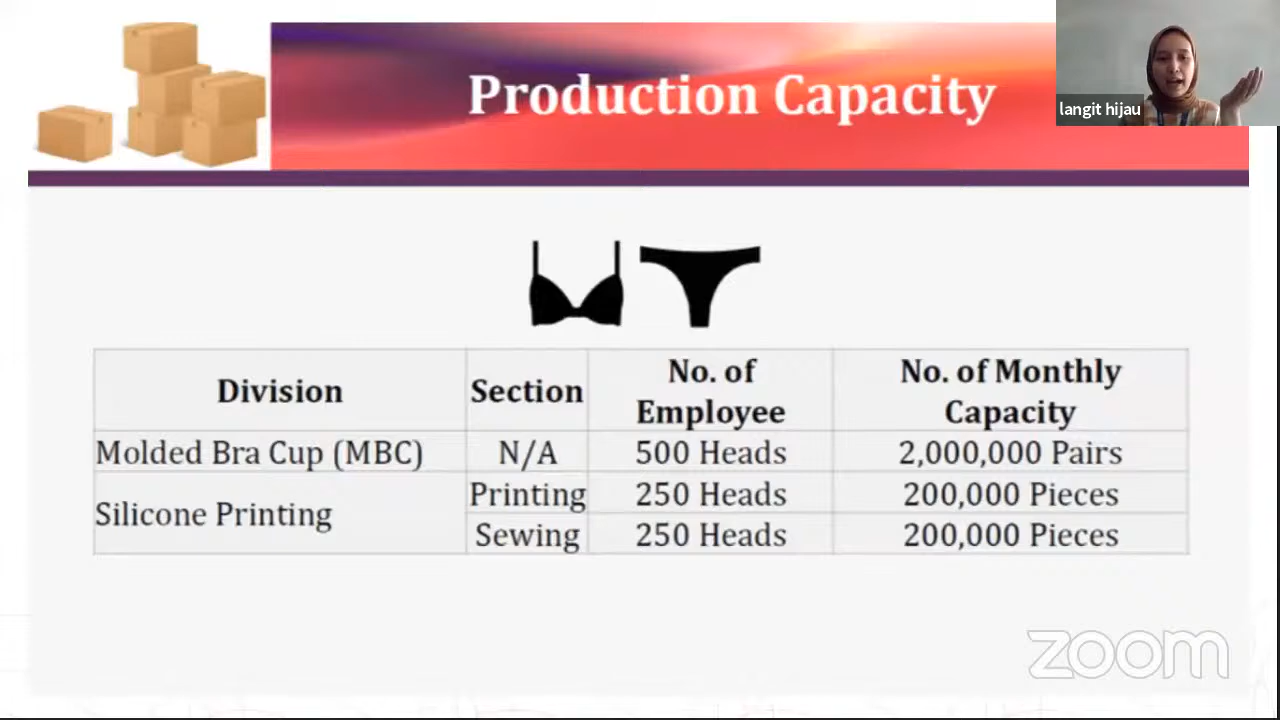 Production Capacity
langit hijau
Division Section No. of Employee No. of Monthly Capacity
Molded Bra Cup (MBC) N/A 500 Heads 2,000,000 Pairs
Silicone Printing Printing 250 Heads 200,000 Pieces
Sewing 250 Heads 200,000 Pieces
zoom